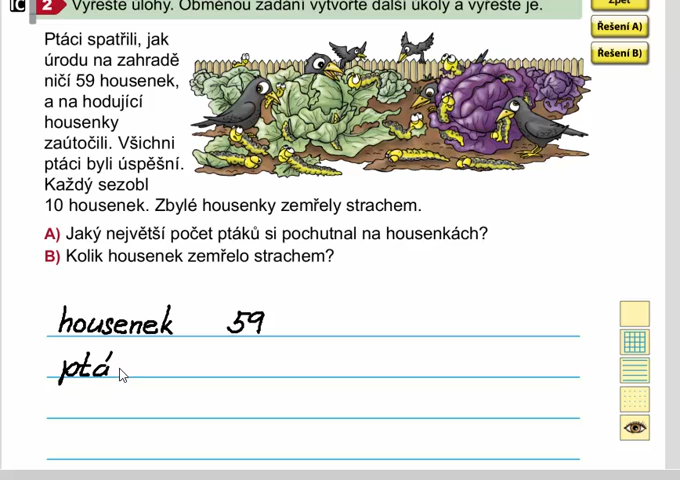 IC 2 Vyřešte úlohy. Obměnou zadání vytvořte další úkoly a vyřešte je.
Zpět
Řešení A)
Řešení B)
Ptáci spatřili, jak
úrodu na zahradě
ničí 59 housenek,
a na hodující
housenky
zaútočili. Všichni
ptáci byli úspěšní.
Každý sezobl
10 housenek. Zbylé housenky zemřely strachem.
A) Jaký největší počet ptáků si pochutnal na housenkách?
B) Kolik housenek zemřelo strachem?
housenek 59
ptá